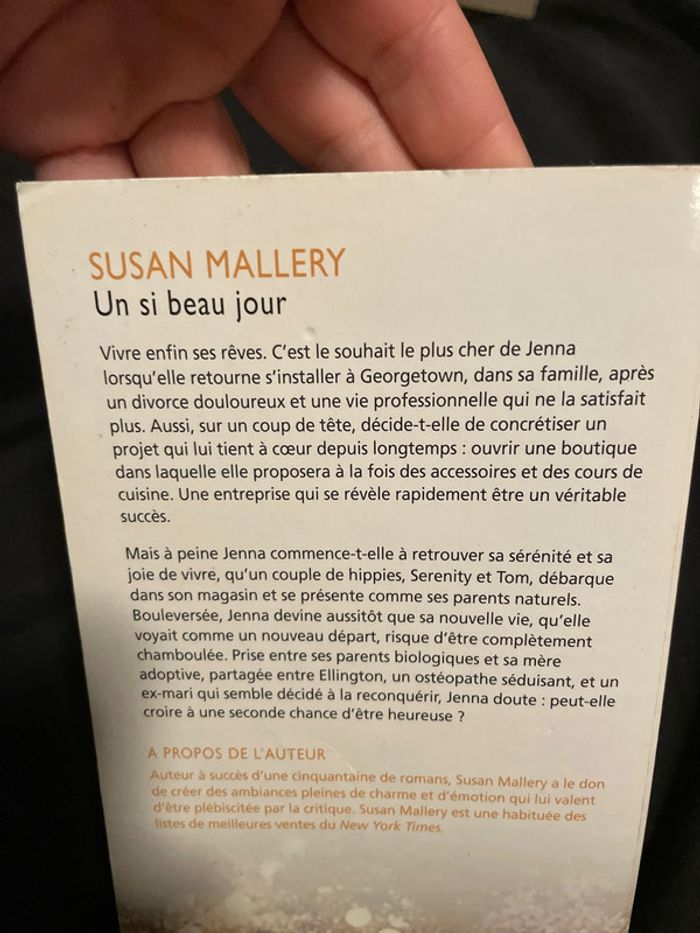 SUSAN MALLERY
Un si beau jour
Vivre enfin ses rêves. C'est le souhait le plus cher de Jenna
lorsqu'elle retourne s'installer à Georgetown, dans sa famille, après
un divorce douloureux et une vie professionnelle qui ne la satisfait
plus. Aussi, sur un coup de tête, décide-t-elle de concrétiser un
projet qui lui tient à cœur depuis longtemps : ouvrir une boutique
dans laquelle elle proposera à la fois des accessoires et des cours de
cuisine. Une entreprise qui se révèle rapidement être un véritable
succès.
Mais à peine Jenna commence-t-elle à retrouver sa sérénité et sa
joie de vivre, qu'un couple de hippies, Serenity et Tom, débarque
dans son magasin et se présente comme ses parents naturels.
Bouleversée, Jenna devine aussitôt que sa nouvelle vie, qu'elle
voyait comme un nouveau départ, risque d'être complètement
chamboulée. Prise entre ses parents biologiques et sa mère
adoptive, partagée entre Ellington, un ostéopathe séduisant, et un
ex-mari qui semble décidé à la reconquérir, Jenna doute : peut-elle
croire à une seconde chance d'être heureuse ?
A PROPOS DE L'AUTEUR
Auteur à succès d'une cinquantaine de romans, Susan Mallery a le don
de créer des ambiances pleines de charme et d'émotion qui lui valent
d'être plébiscitée par la critique. Susan Mallery est une habituée des
listes de meilleures ventes du New York Times.